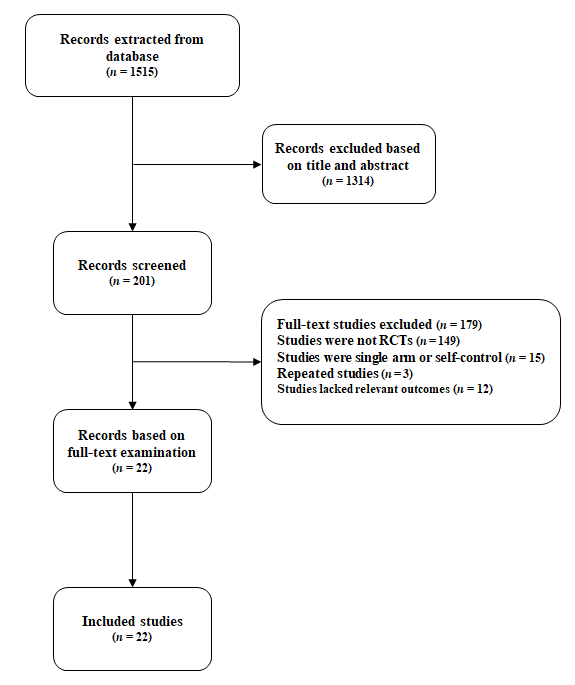 Records extracted from
database
(n = 1515)
Records excluded based
on title and abstract
(n = 1314)
Records screened
(n = 201)
Full-text studies excluded (n = 179)
Studies were not RCTs (n = 149)
Studies were single arm or self-control (n = 15)
Repeated studies (n = 3)
Studies lacked relevant outcomes (n = 12)
Records based on
full-text examination
(n = 22)
Included studies
(n = 22)